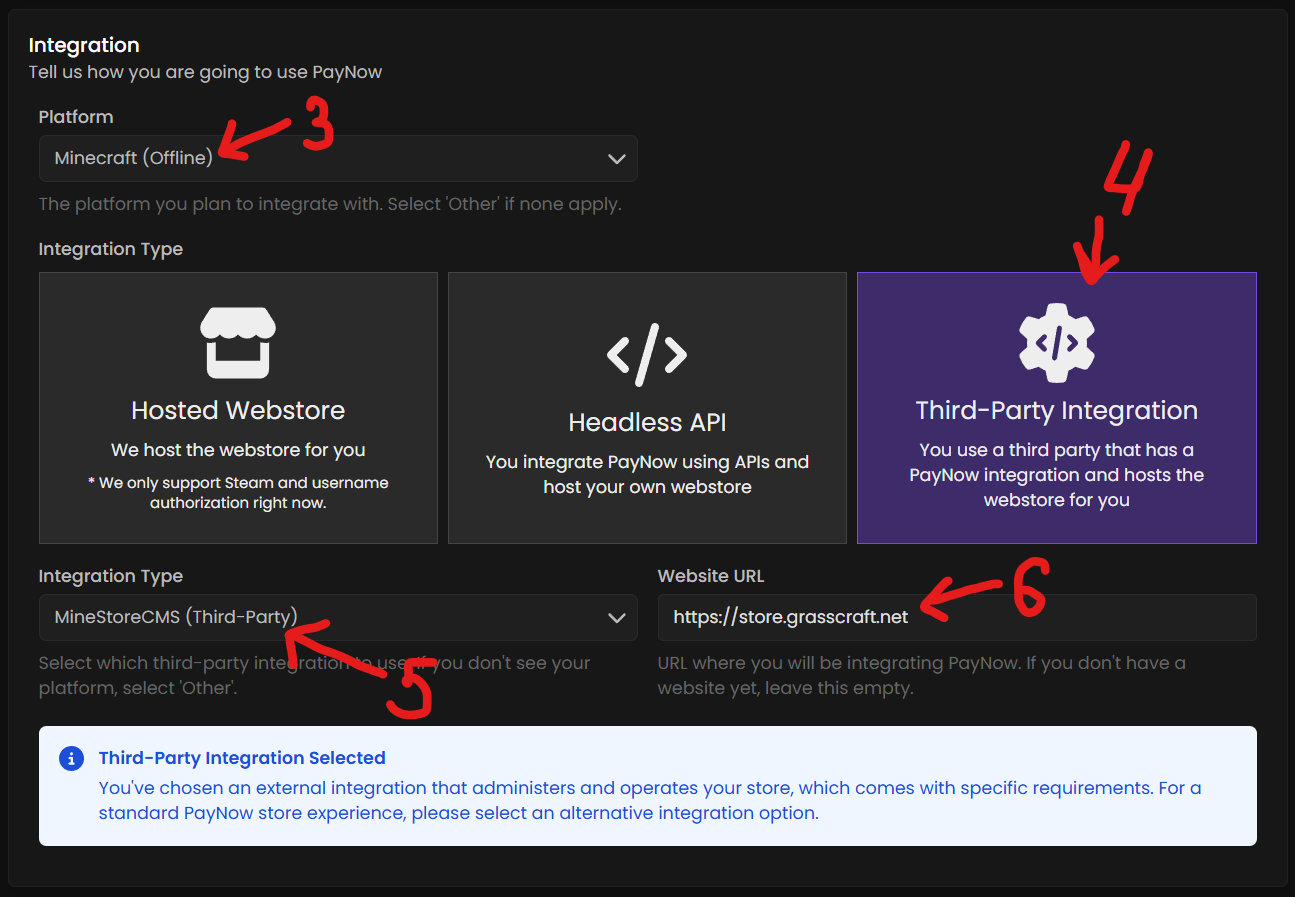 Integration
Tell us how you are going to use PayNow
Platform
3
Minecraft (Offline)
4
The platform you plan to integrate with. Select 'Other' if none apply.
Integration Type
Hosted Webstore
We host the webstore for you
* We only support Steam and username
authorization right now.
Headless API
You integrate PayNow using APIs and
host your own webstore
Third-Party Integration
You use a third party that has a
PayNow integration and hosts the
webstore for you
Integration Type
MineStoreCMS (Third-Party)
5
Select which third-party integration to use. If you don't see your
platform, select 'Other'.
Website URL
https://store.grasscraft.net
6
URL where you will be integrating PayNow. If you don't have a
website yet, leave this empty.
Third-Party Integration Selected
You've chosen an external integration that administers and operates your store, which comes with specific requirements. For a
standard PayNow store experience, please select an alternative integration option.